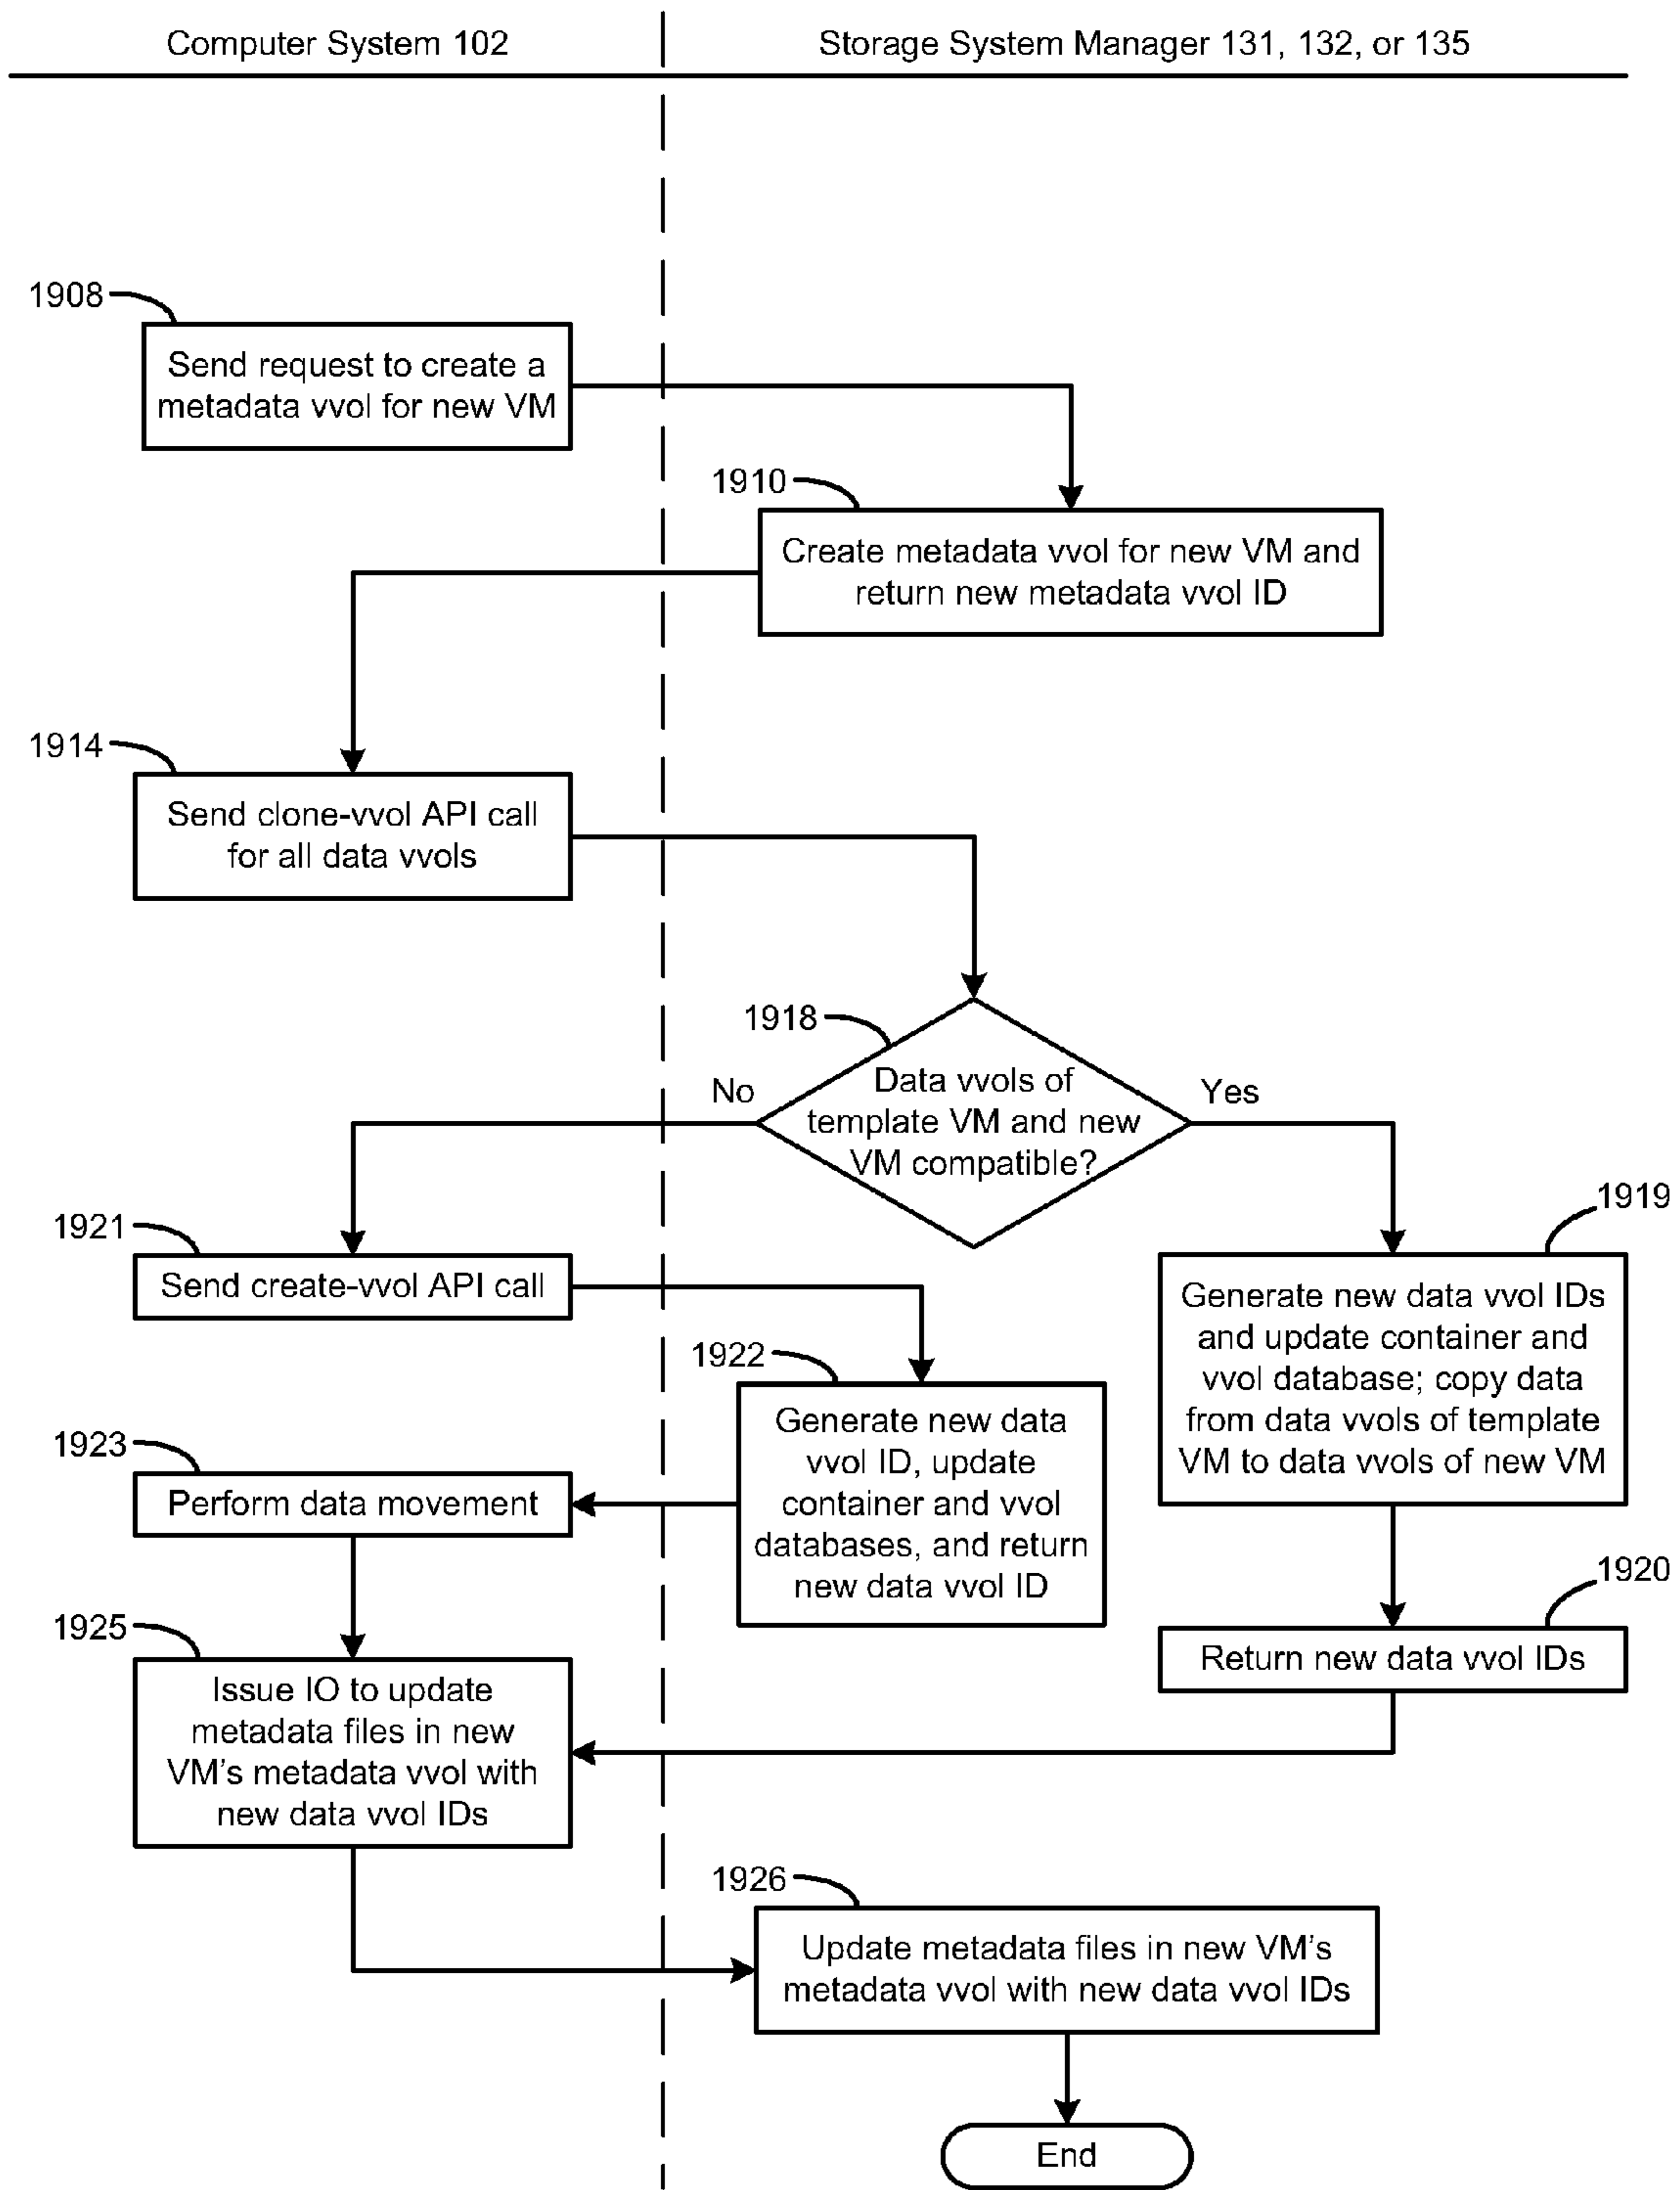 Computer System 102
Storage System Manager 131, 132, or 135
1908
Send request to create a
metadata vvol for new VM
1910
Create metadata vvol for new VM and
return new metadata vvol ID
1914
Send clone-vvol API call
for all data vvols
1918
Data vvols of
template VM and new
VM compatible?
No
Yes
1921
Send create-vvol API call
1919
Generate new data vvol IDs
and update container and
vvol database; copy data
from data vvols of template
VM to data vvols of new VM
1922
Generate new data
vvol ID, update
container and vvol
databases, and return
new data vvol ID
1923
Perform data movement
1920
Return new data vvol IDs
1925
Issue IO to update
metadata files in new
VM's metadata vvol with
new data vvol IDs
1926
Update metadata files in new VM's
metadata vvol with new data vvol IDs
End